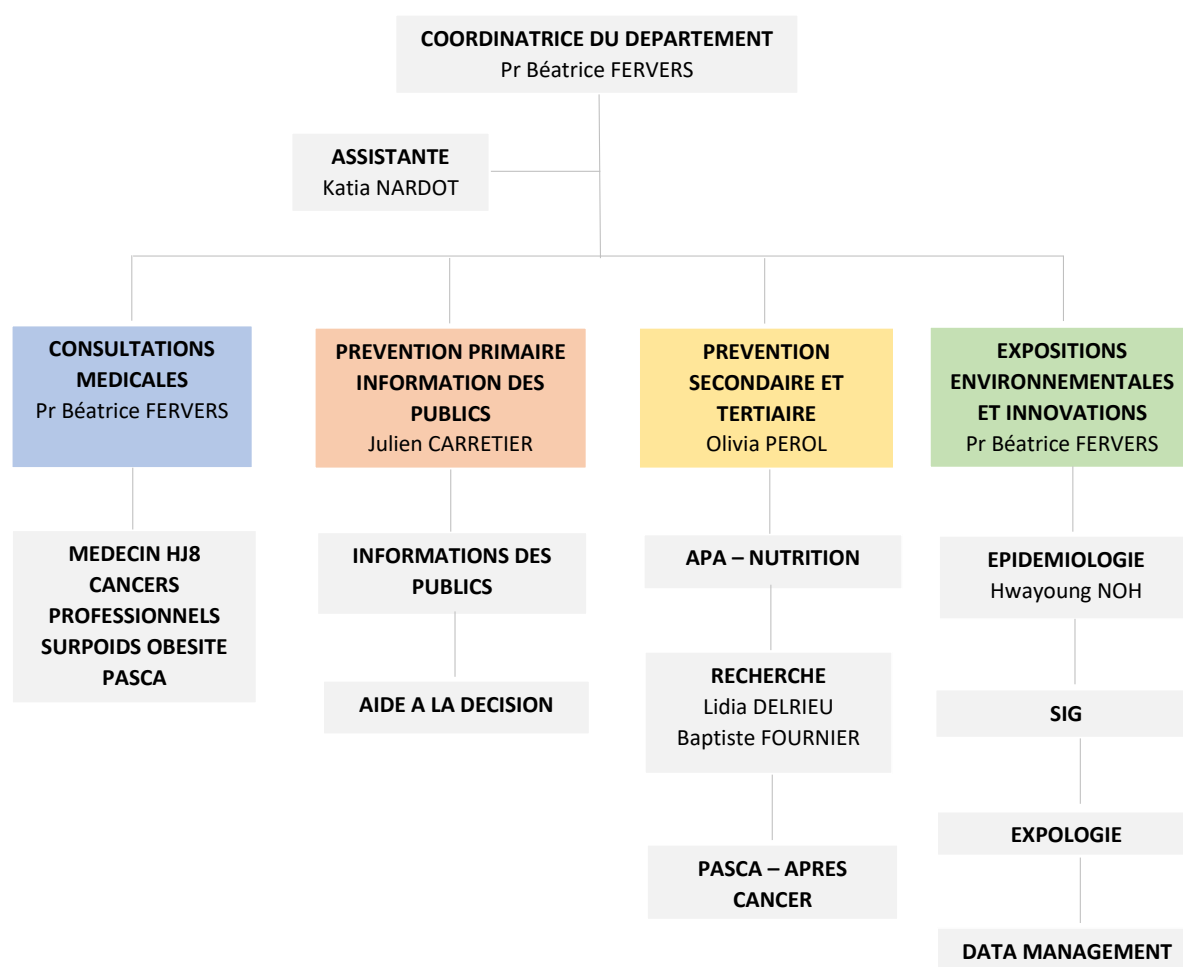 COORDINATRICE DU DEPARTEMENT
Pr Béatrice FERVERS
ASSISTANTE
Katia NARDOT
CONSULTATIONS
MEDICALES
Pr Béatrice FERVERS
PREVENTION PRIMAIRE
INFORMATION DES
PUBLICS
Julien CARRETIER
PREVENTION
SECONDAIRE ET
TERTIAIRE
Olivia PEROL
EXPOSITIONS
ENVIRONNEMENTALES
ET INNOVATIONS
Pr Béatrice FERVERS
MEDECIN HJ8
CANCERS
PROFESSIONNELS
SURPOIDS OBESITE
PASCA
INFORMATIONS DES
PUBLICS
AIDE A LA DECISION
APA – NUTRITION
RECHERCHE
Lidia DELRIEU
Baptiste FOURNIER
PASCA – APRES
CANCER
EPIDEMIOLOGIE
Hwayoung NOH
SIG
EXPOLOGIE
DATA MANAGEMENT